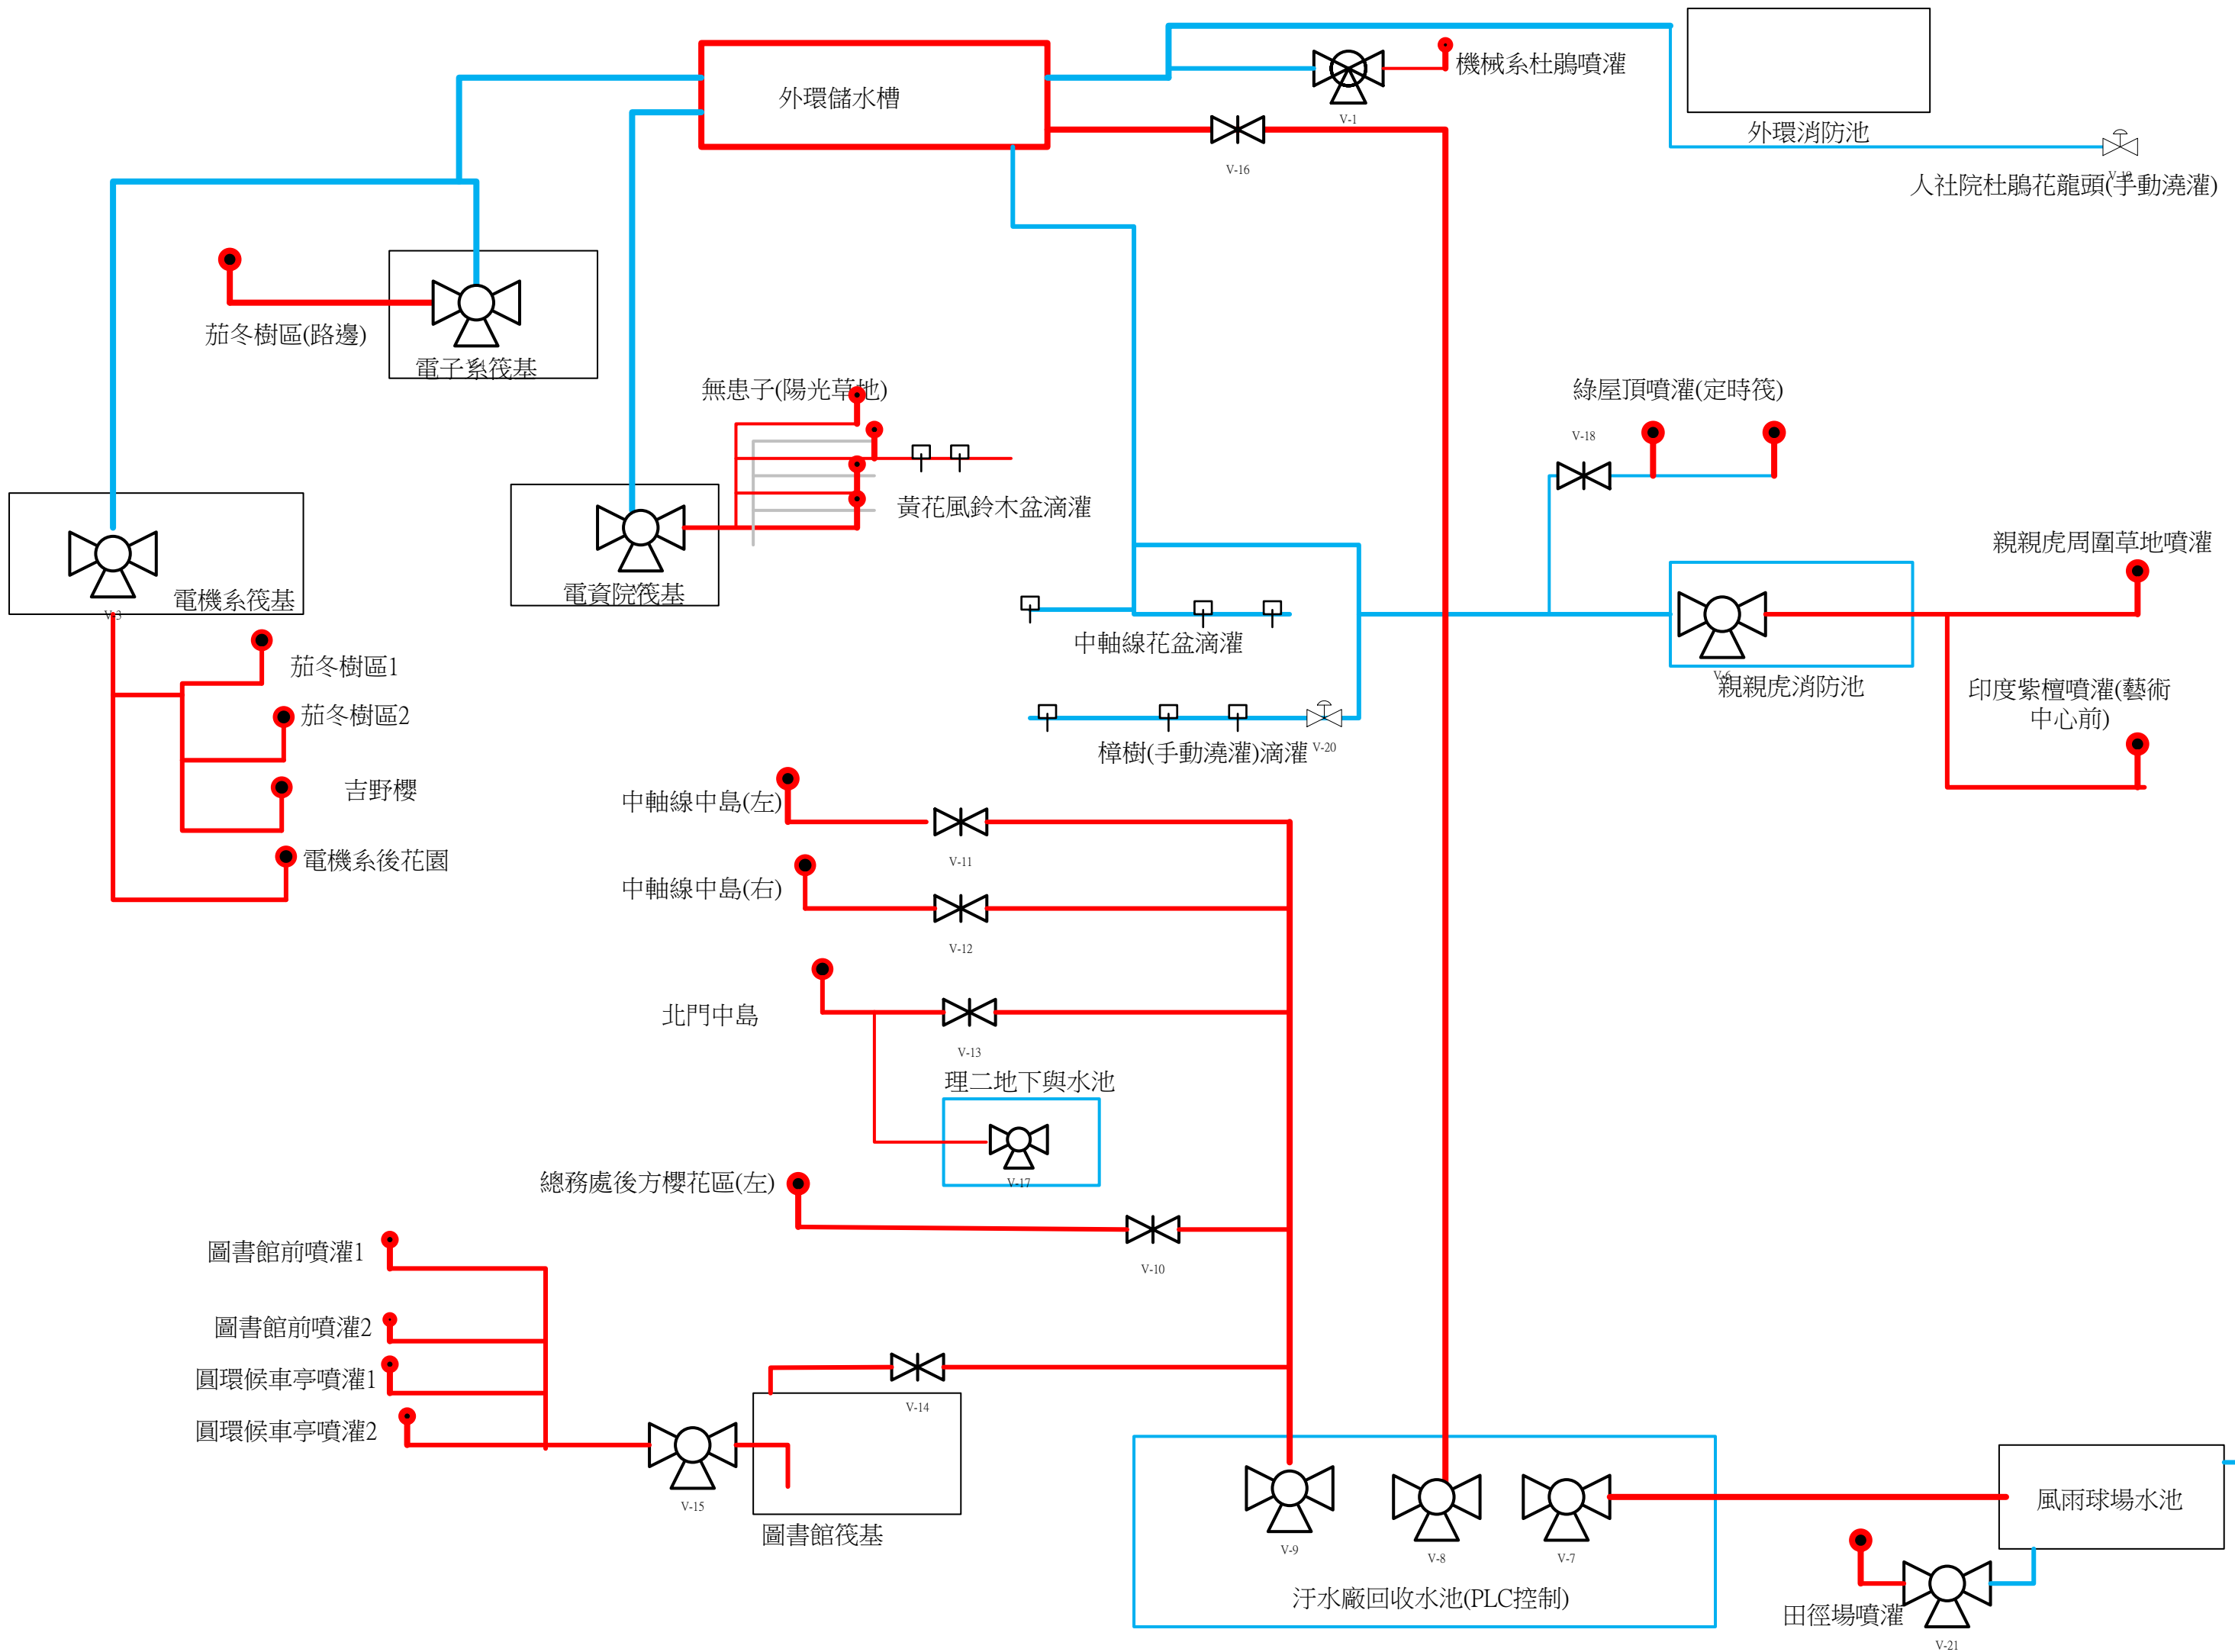 外環儲水槽
機械系杜鵑噴灌
V-1
外環消防池
V-16
V-19
人社院杜鵑花龍頭(手動澆灌)
茄冬樹區(路邊)
電子系筏基
無患子(陽光草地)
綠屋頂噴灌(定時筏)
V-18
黃花風鈴木盆滴灌
親親虎周圍草地噴灌
電資院筏基
電機系筏基
V-3
中軸線花盆滴灌
茄冬樹區1
V-6
親親虎消防池
印度紫檀噴灌(藝術
中心前)
茄冬樹區2
樟樹(手動澆灌)滴灌
V-20
吉野櫻
中軸線中島(左)
電機系後花園
V-11
中軸線中島(右)
V-12
北門中島
V-13
理二地下與水池
總務處後方櫻花區(左)
V-17
圖書館前噴灌1
V-10
圖書館前噴灌2
圓環候車亭噴灌1
V-14
圓環候車亭噴灌2
V-15
圖書館筏基
風雨球場水池
V-9
V-8
V-7
汙水廠回收水池(PLC控制)
田徑場噴灌
V-21